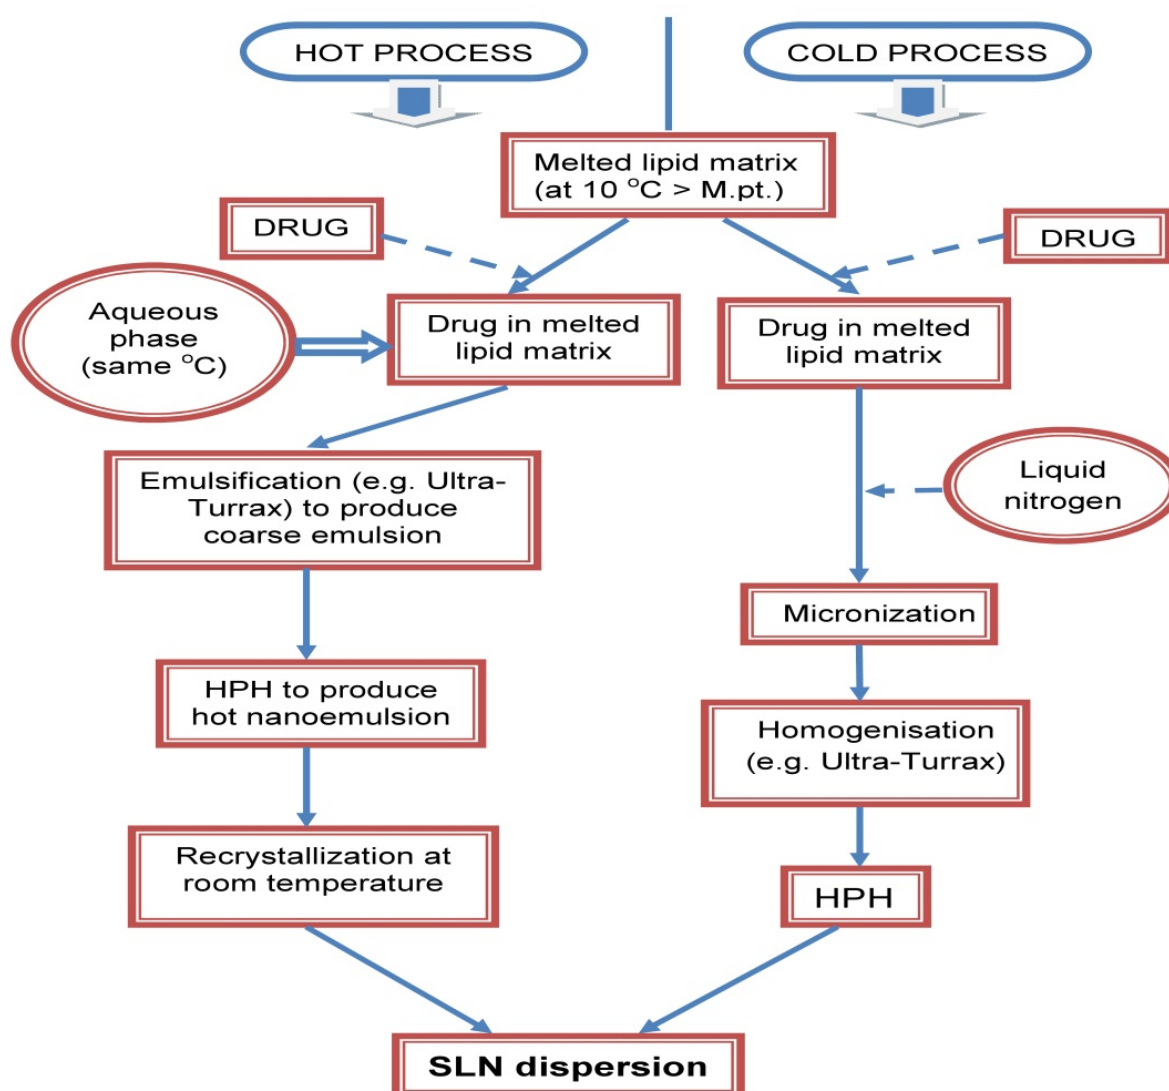 HOT PROCESS
COLD PROCESS
Melted lipid matrix
(at 10 °C > M.pt.)
DRUG
DRUG
Aqueous
phase
(same °C)
Drug in melted
lipid matrix
Drug in melted
lipid matrix
Emulsification (e.g. Ultra-
Turrax) to produce
coarse emulsion
Liquid
nitrogen
Micronization
HPH to produce
hot nanoemulsion
Homogenisation
(e.g. Ultra-Turrax)
Recrystallization at
room temperature
HPH
SLN dispersion